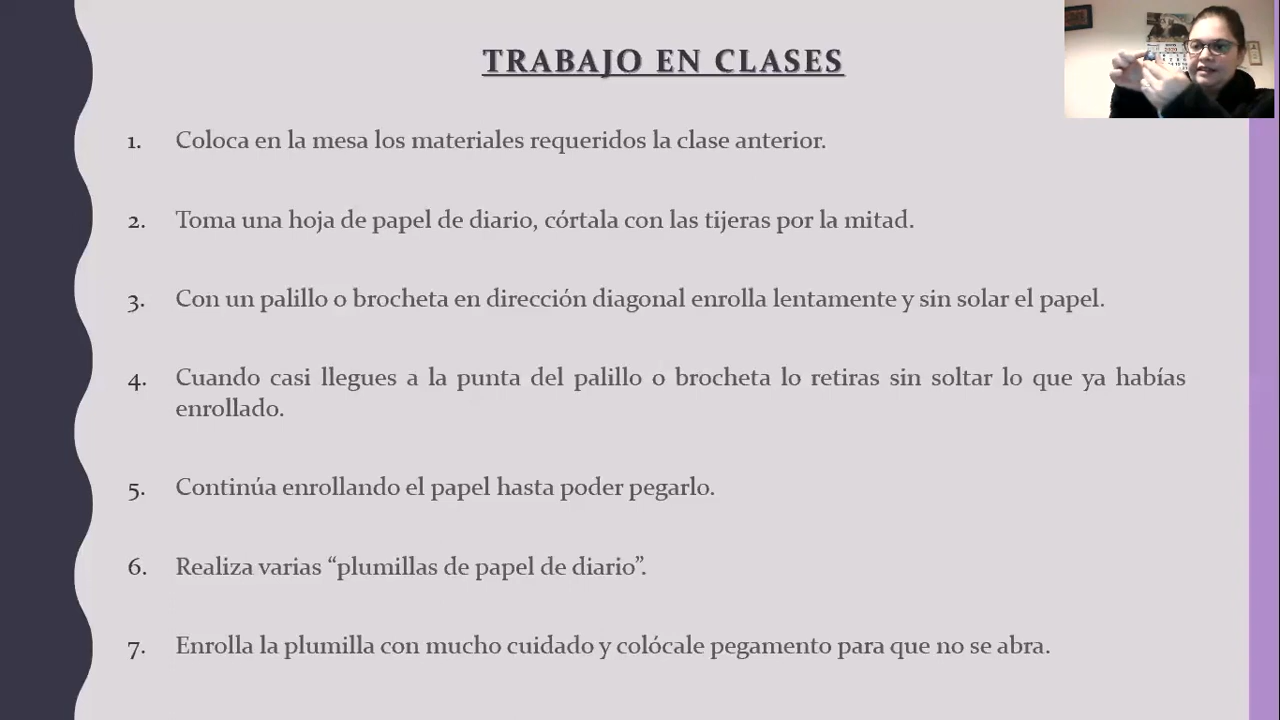 TRABAJO EN CLASES
1. Coloca en la mesa los materiales requeridos la clase anterior.
2. Toma una hoja de papel de diario, córtala con las tijeras por la mitad.
3. Con un palillo o brocheta en dirección diagonal enrolla lentamente y sin solar el papel.
4. Cuando casi llegues a la punta del palillo o brocheta lo retiras sin soltar lo que ya habías
enrollado.
5. Continúa enrollando el papel hasta poder pegarlo.
6. Realiza varias “plumillas de papel de diario”.
7. Enrolla la plumilla con mucho cuidado y colócale pegamento para que no se abra.